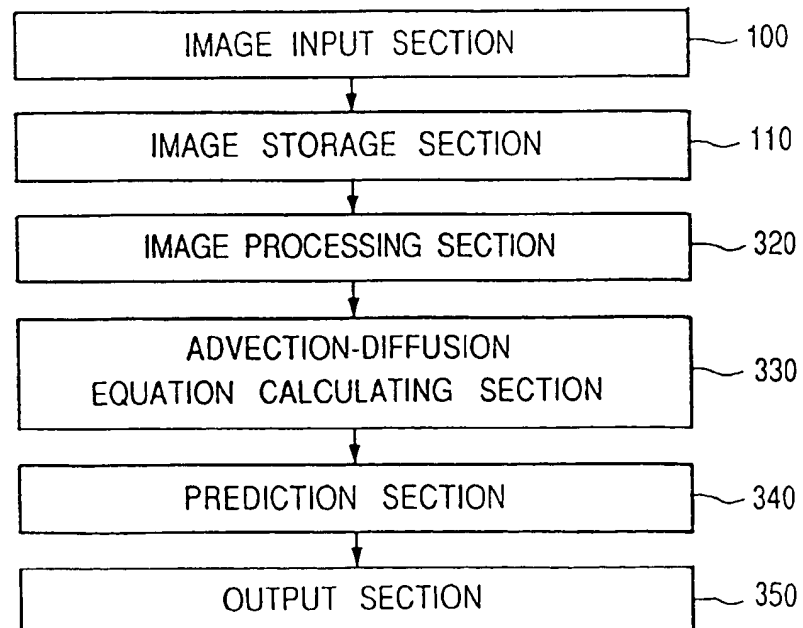 IMAGE INPUT SECTION 100
IMAGE STORAGE SECTION 110
IMAGE PROCESSING SECTION 320
ADVECTION-DIFFUSION
EQUATION CALCULATING SECTION 330
PREDICTION SECTION 340
OUTPUT SECTION 350